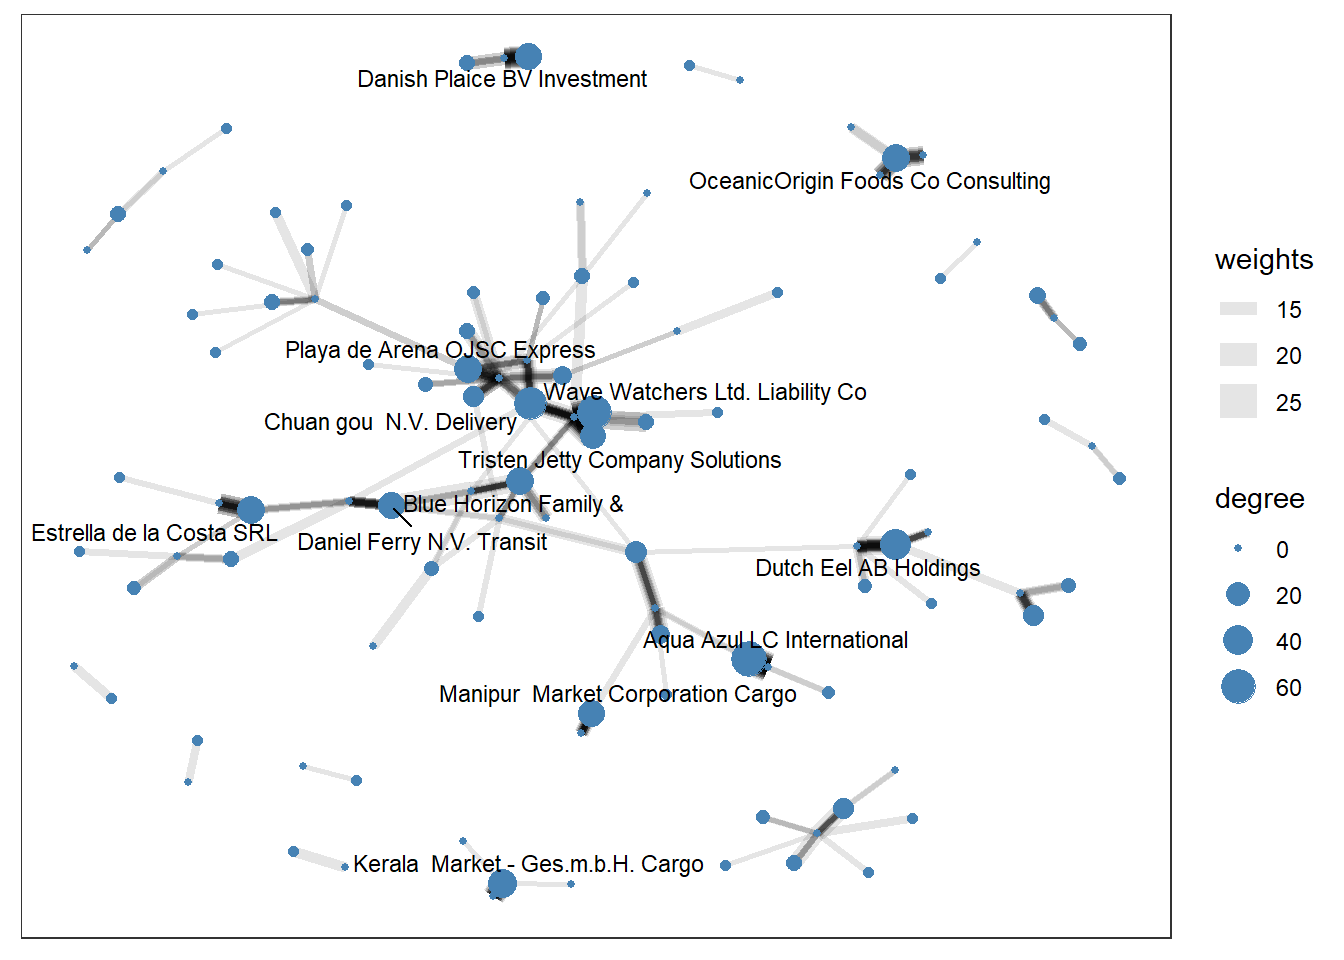 Danish Plaice BV Investment
OceanicOrigin Foods Co Consulting
Playa de Arena OJSC Express
Wave Watchers Ltd. Liability Co
Chuan gou  N.V. Delivery
Tristen Jetty Company Solutions
Blue Horizon Family &
Estrella de la Costa SRL
Daniel Ferry N.V. Transit
Dutch Eel AB Holdings
Aqua Azul LC International
Manipur  Market Corporation Cargo
Kerala  Market - Ges.m.b.H. Cargo
weights
15
20
25
degree
0
20
40
60